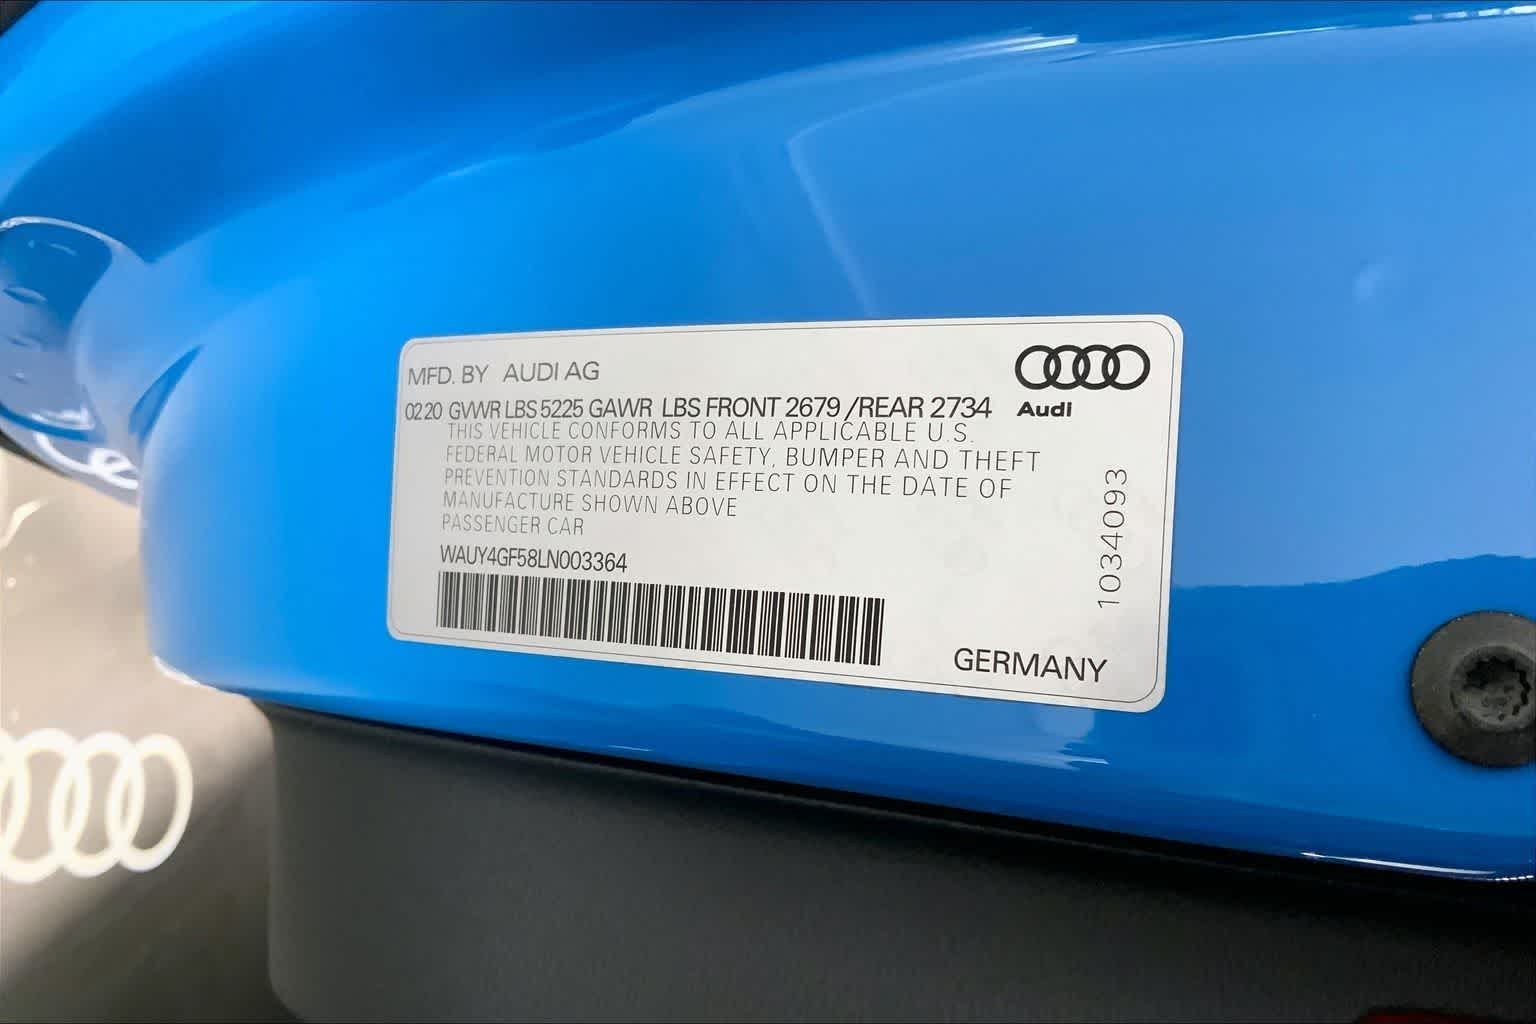 MFD. BY AUDI AG
02 20 GVWR LBS 5225 GAWR LBS FRONT 2679 /REAR 2734
Audi
THIS VEHICLE CONFORMS TO ALL APPLICABLE U.S.
FEDERAL MOTOR VEHICLE SAFETY, BUMPER AND THEFT
PREVENTION STANDARDS IN EFFECT ON THE DATE OF
MANUFACTURE SHOWN ABOVE
PASSENGER CAR
WAUY4GF58LN003364
1034093
GERMANY